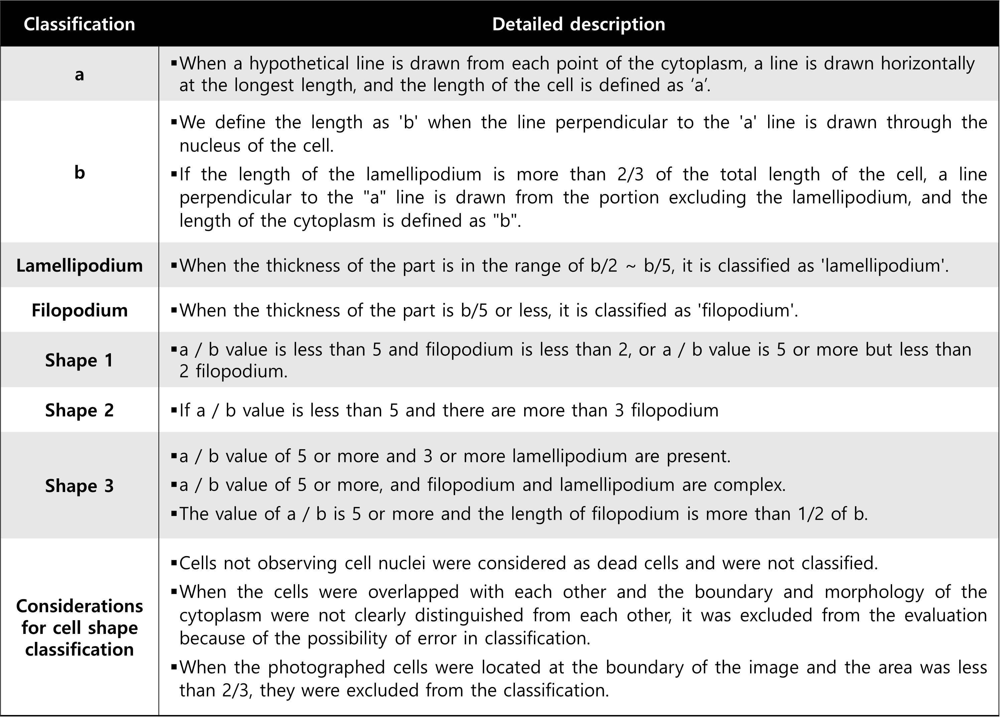 Classification Detailed description
a
▪When a hypothetical line is drawn from each point of the cytoplasm, a line is drawn horizontally
at the longest length, and the length of the cell is defined as ‘a’.
b
▪We define the length as 'b' when the line perpendicular to the 'a' line is drawn through the
nucleus of the cell.
▪If the length of the lamellipodium is more than 2/3 of the total length of the cell, a line
perpendicular to the "a" line is drawn from the portion excluding the lamellipodium, and the
length of the cytoplasm is defined as "b".
Lamellipodium ▪When the thickness of the part is in the range of b/2 ~ b/5, it is classified as 'lamellipodium'.
Filopodium ▪When the thickness of the part is b/5 or less, it is classified as 'filopodium'.
Shape 1
▪a / b value is less than 5 and filopodium is less than 2, or a / b value is 5 or more but less than
2 filopodium.
Shape 2 ▪If a / b value is less than 5 and there are more than 3 filopodium
Shape 3
▪a / b value of 5 or more and 3 or more lamellipodium are present.
▪a / b value of 5 or more, and filopodium and lamellipodium are complex.
▪The value of a / b is 5 or more and the length of filopodium is more than 1/2 of b.
Considerations
for cell shape
classification
▪Cells not observing cell nuclei were considered as dead cells and were not classified.
▪When the cells were overlapped with each other and the boundary and morphology of the
cytoplasm were not clearly distinguished from each other, it was excluded from the evaluation
because of the possibility of error in classification.
▪When the photographed cells were located at the boundary of the image and the area was less
than 2/3, they were excluded from the classification.